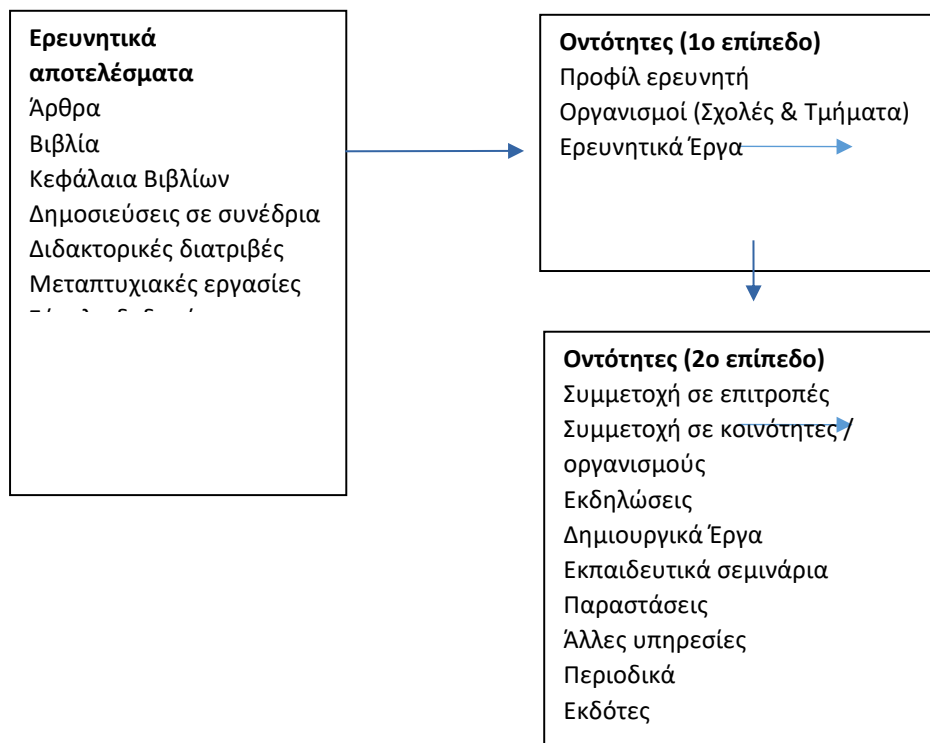 Ερευνητικά
αποτελέσματα
Άρθρα
Βιβλία
Κεφάλαια Βιβλίων
Δημοσιεύσεις σε συνέδρια
Διδακτορικές διατριβές
Μεταπτυχιακές εργασίες
Οντότητες (1ο επίπεδο)
Προφίλ ερευνητή
Οργανισμοί (Σχολές & Τμήματα)
Ερευνητικά Έργα
Οντότητες (2ο επίπεδο)
Συμμετοχή σε επιτροπές
Συμμετοχή σε κοινότητες /
οργανισμούς
Εκδηλώσεις
Δημιουργικά Έργα
Εκπαιδευτικά σεμινάρια
Παραστάσεις
Άλλες υπηρεσίες
Περιοδικά
Εκδότες